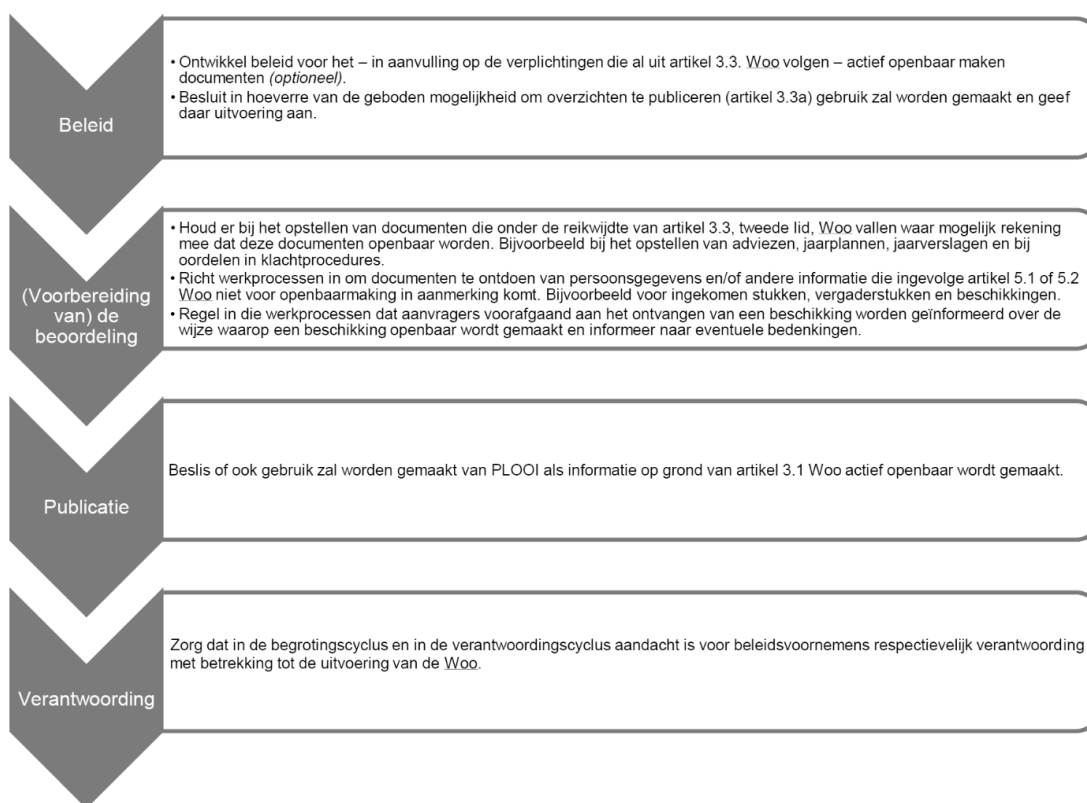 Beleid
• Ontwikkel beleid voor het – in aanvulling op de verplichtingen die al uit artikel 3.3. Woo volgen – actief openbaar maken
documenten (optioneel).
• Besluit in hoeverre van de geboden mogelijkheid om overzichten te publiceren (artikel 3.3a) gebruik zal worden gemaakt en geef
daar uitvoering aan.
(Voorbereiding
van) de
beoordeling
• Houd er bij het opstellen van documenten die onder de reikwijdte van artikel 3.3, tweede lid, Woo vallen waar mogelijk rekening
mee dat deze documenten openbaar worden. Bijvoorbeeld bij het opstellen van adviezen, jaarplannen, jaarverslagen en bij
oordelen in klachtprocedures.
• Richt werkprocessen in om documenten te ontdoen van persoonsgegevens en/of andere informatie die ingevolge artikel 5.1 of 5.2
Woo niet voor openbaarmaking in aanmerking komt. Bijvoorbeeld voor ingekomen stukken, vergaderstukken en beschikkingen.
• Regel in die werkprocessen dat aanvragers voorafgaand aan het ontvangen van een beschikking worden geïnformeerd over de
wijze waarop een beschikking openbaar wordt gemaakt en informeer naar eventuele bedenkingen.
Publicatie
Beslis of ook gebruik zal worden gemaakt van PLOOI als informatie op grond van artikel 3.1 Woo actief openbaar wordt gemaakt.
Verantwoording
Zorg dat in de begrotingscyclus en in de verantwoordingscyclus aandacht is voor beleidsvoornemens respectievelijk verantwoording
met betrekking tot de uitvoering van de Woo.